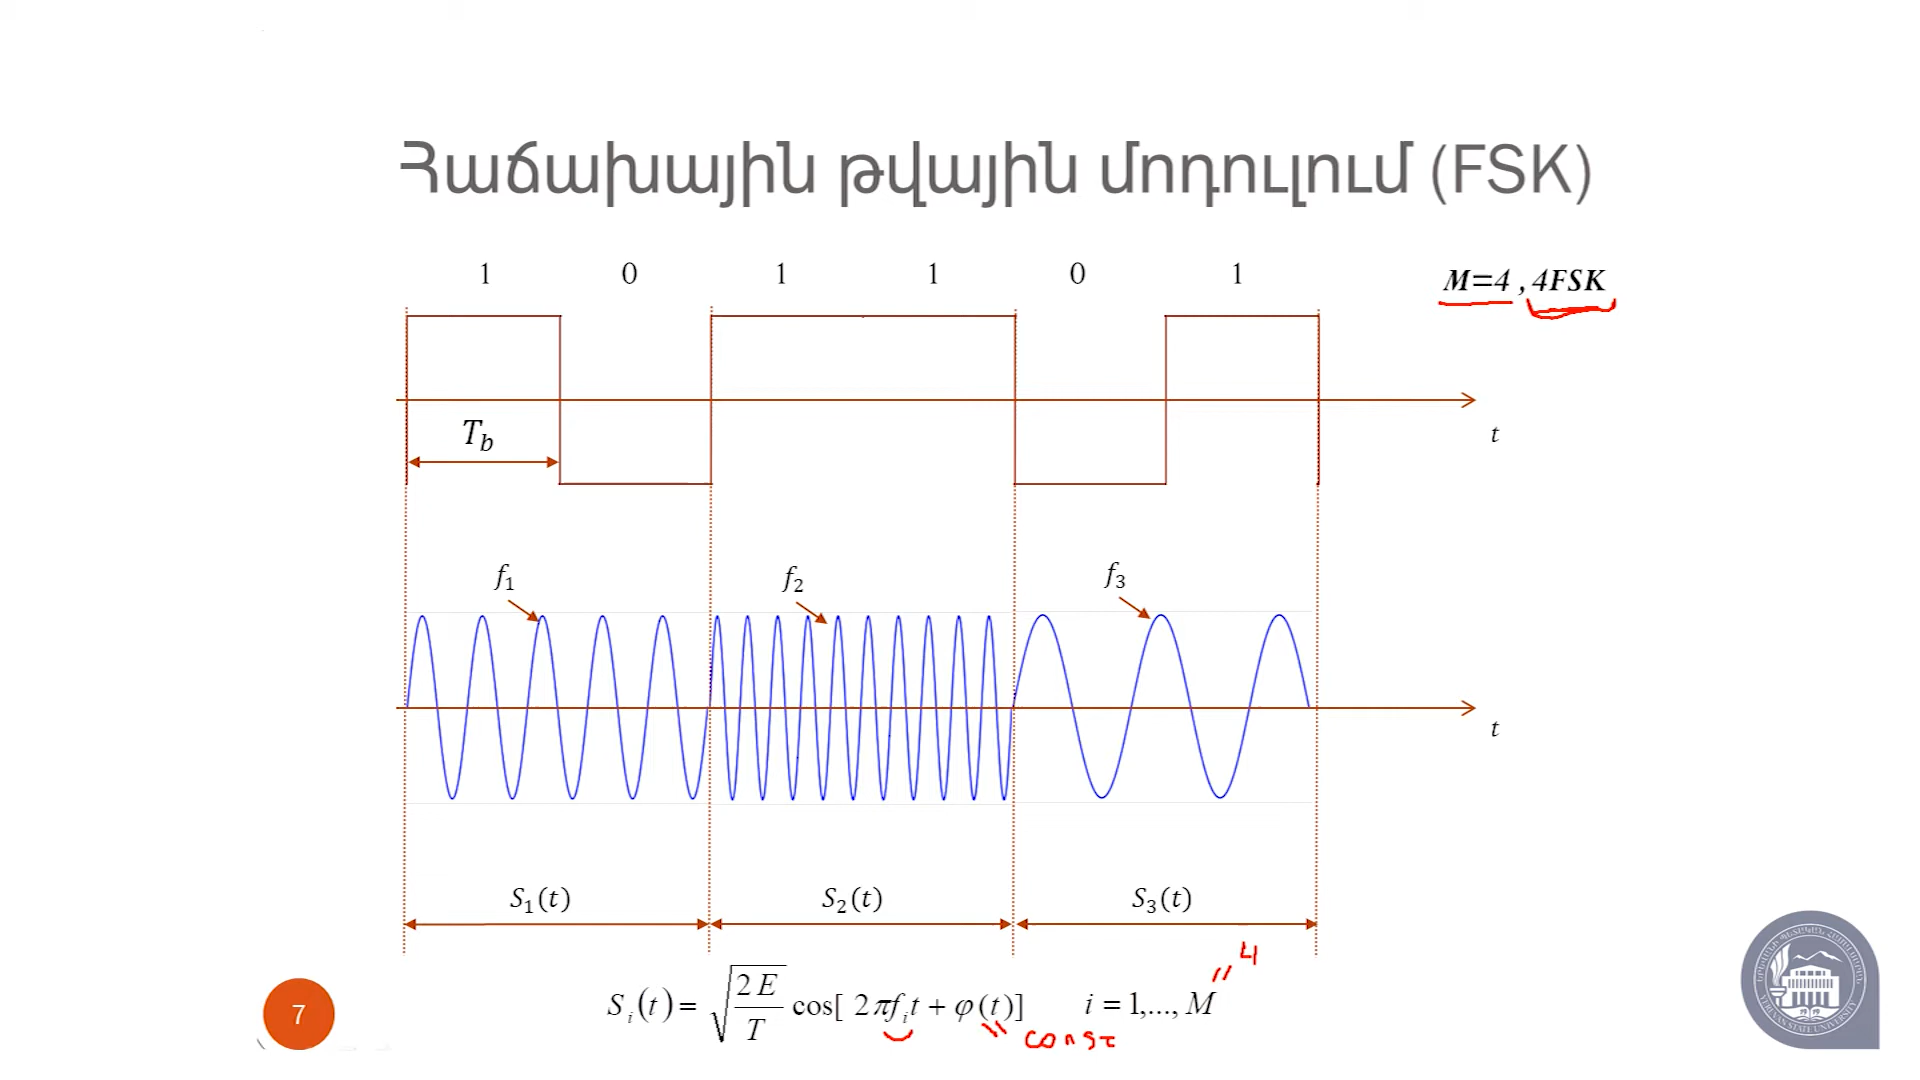 Հաճախային թվային մոդուլում (FSK)
1 0 1 1 0 1
M=4 , 4FSK
T_b
t
f_1 f_2 f_3
t
S_1(t) S_2(t) S_3(t)
4
S_i(t) = √(2E/T) cos[ 2πf_i t + φ(t)] i = 1,..., M
const
7